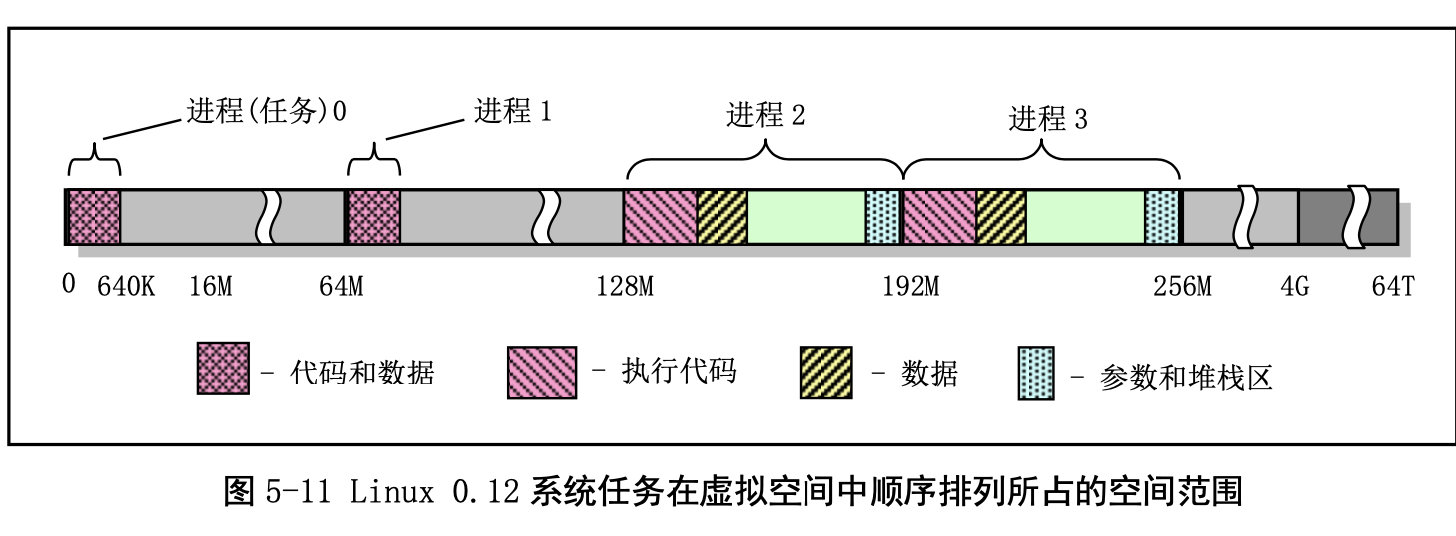 进程(任务)0 进程 1 进程 2 进程 3
0 640K 16M 64M 128M 192M 256M 4G 64T
- 代码和数据 - 执行代码 - 数据 - 参数和堆栈区
图 5-11 Linux 0.12 系统任务在虚拟空间中顺序排列所占的空间范围